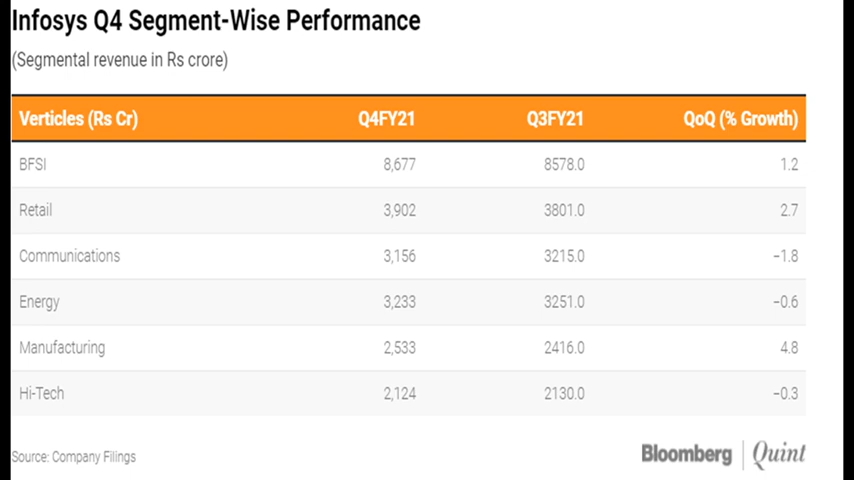 Infosys Q4 Segment-Wise Performance
(Segmental revenue in Rs crore)
Verticles (Rs Cr) Q4FY21 Q3FY21 QoQ (% Growth)
BFSI 8,677 8578.0 1.2
Retail 3,902 3801.0 2.7
Communications 3,156 3215.0 −1.8
Energy 3,233 3251.0 −0.6
Manufacturing 2,533 2416.0 4.8
Hi-Tech 2,124 2130.0 −0.3
Source: Company Filings
Bloomberg | Quint